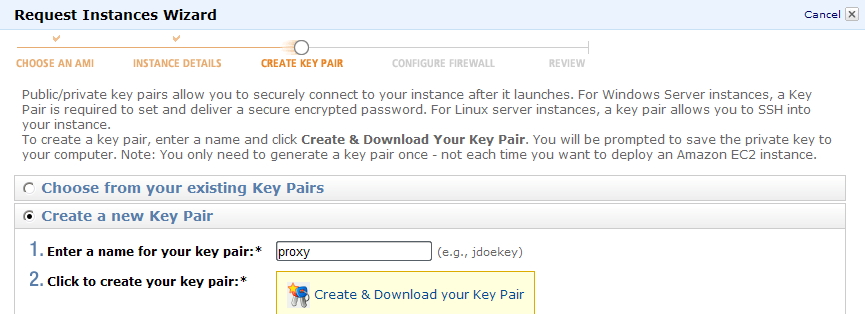 Request Instances Wizard
Cancel
CHOOSE AN AMI INSTANCE DETAILS CREATE KEY PAIR CONFIGURE FIREWALL REVIEW
Public/private key pairs allow you to securely connect to your instance after it launches. For Windows Server instances, a Key
Pair is required to set and deliver a secure encrypted password. For Linux server instances, a key pair allows you to SSH into
your instance.
To create a key pair, enter a name and click Create & Download Your Key Pair. You will be prompted to save the private key to
your computer. Note: You only need to generate a key pair once - not each time you want to deploy an Amazon EC2 instance.
Choose from your existing Key Pairs
Create a new Key Pair
1. Enter a name for your key pair:* proxy (e.g., jdoekey)
2. Click to create your key pair:*
Create & Download your Key Pair